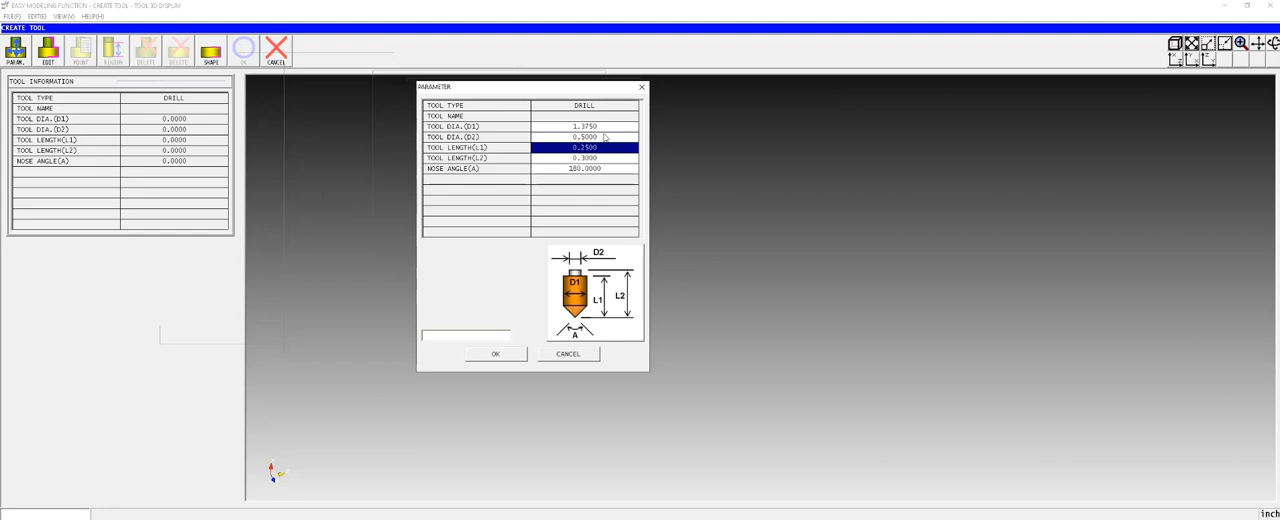 EASY MODELING FUNCTION - CREATE TOOL - TOOL 3D DISPLAY
FILE(F) EDIT(E) VIEW(V) HELP(H)
CREATE TOOL
PARAM. EDIT MOUNT REGION DELETE DELETE SHAPE OK CANCEL
TOOL INFORMATION
TOOL TYPE DRILL
TOOL NAME
TOOL DIA.(D1) 0.0000
TOOL DIA.(D2) 0.0000
TOOL LENGTH(L1) 0.0000
TOOL LENGTH(L2) 0.0000
NOSE ANGLE(A) 0.0000
PARAMETER
TOOL TYPE DRILL
TOOL NAME
TOOL DIA.(D1) 1.3750
TOOL DIA.(D2) 0.5000
TOOL LENGTH(L1) 0.2500
TOOL LENGTH(L2) 0.3000
NOSE ANGLE(A) 180.0000
D2
D1
L1
L2
A
OK CANCEL
inch